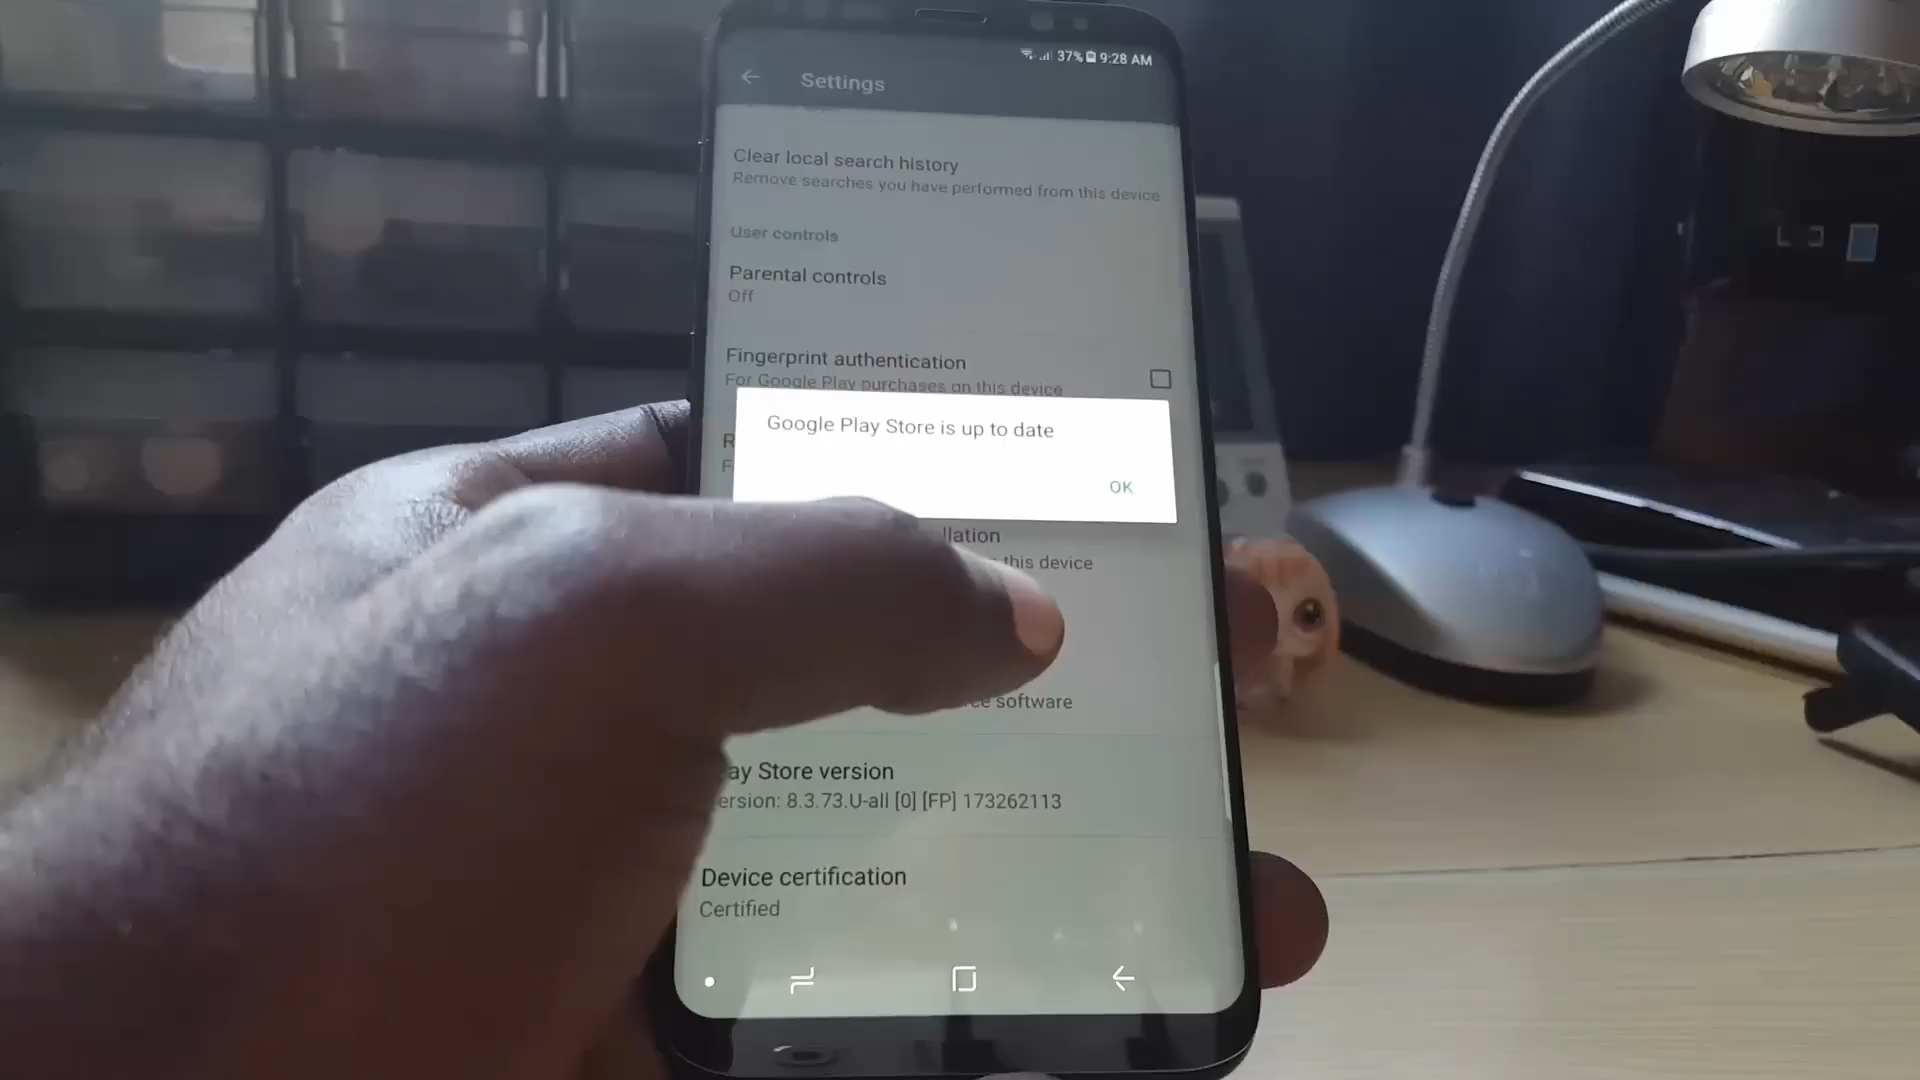 37% 9:28 AM
Settings
Clear local search history
Remove searches you have performed from this device
User controls
Parental controls
Off
Fingerprint authentication
For Google Play purchases on this device
R
F
Google Play Store is up to date
OK
llation
this device
ce software
ay Store version
ersion: 8.3.73.U-all [0] [FP] 173262113
Device certification
Certified